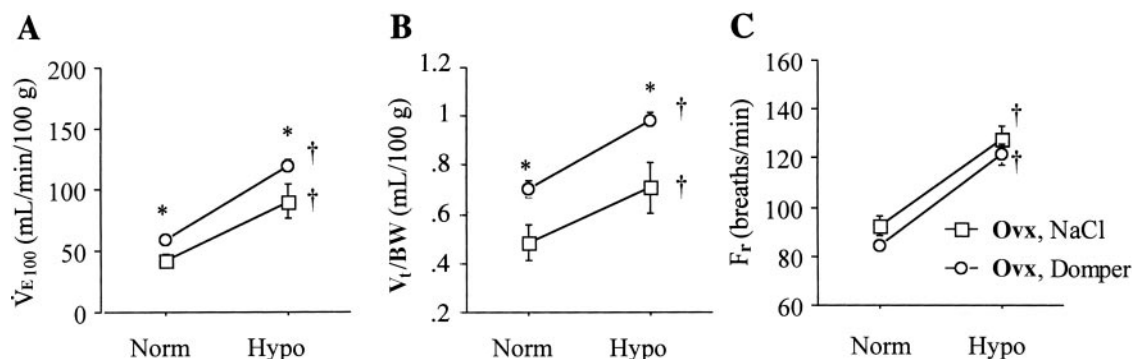 A
V̇E100 (mL/min/100 g)
200
150
100
50
0
*
*
†
†
Norm Hypo
B
Vt/BW (mL/100 g)
1.2
1
.8
.6
.4
.2
*
*
†
†
Norm Hypo
C
Fr (breaths/min)
160
140
120
100
80
60
†
†
Ovx, NaCl
Ovx, Domper
Norm Hypo